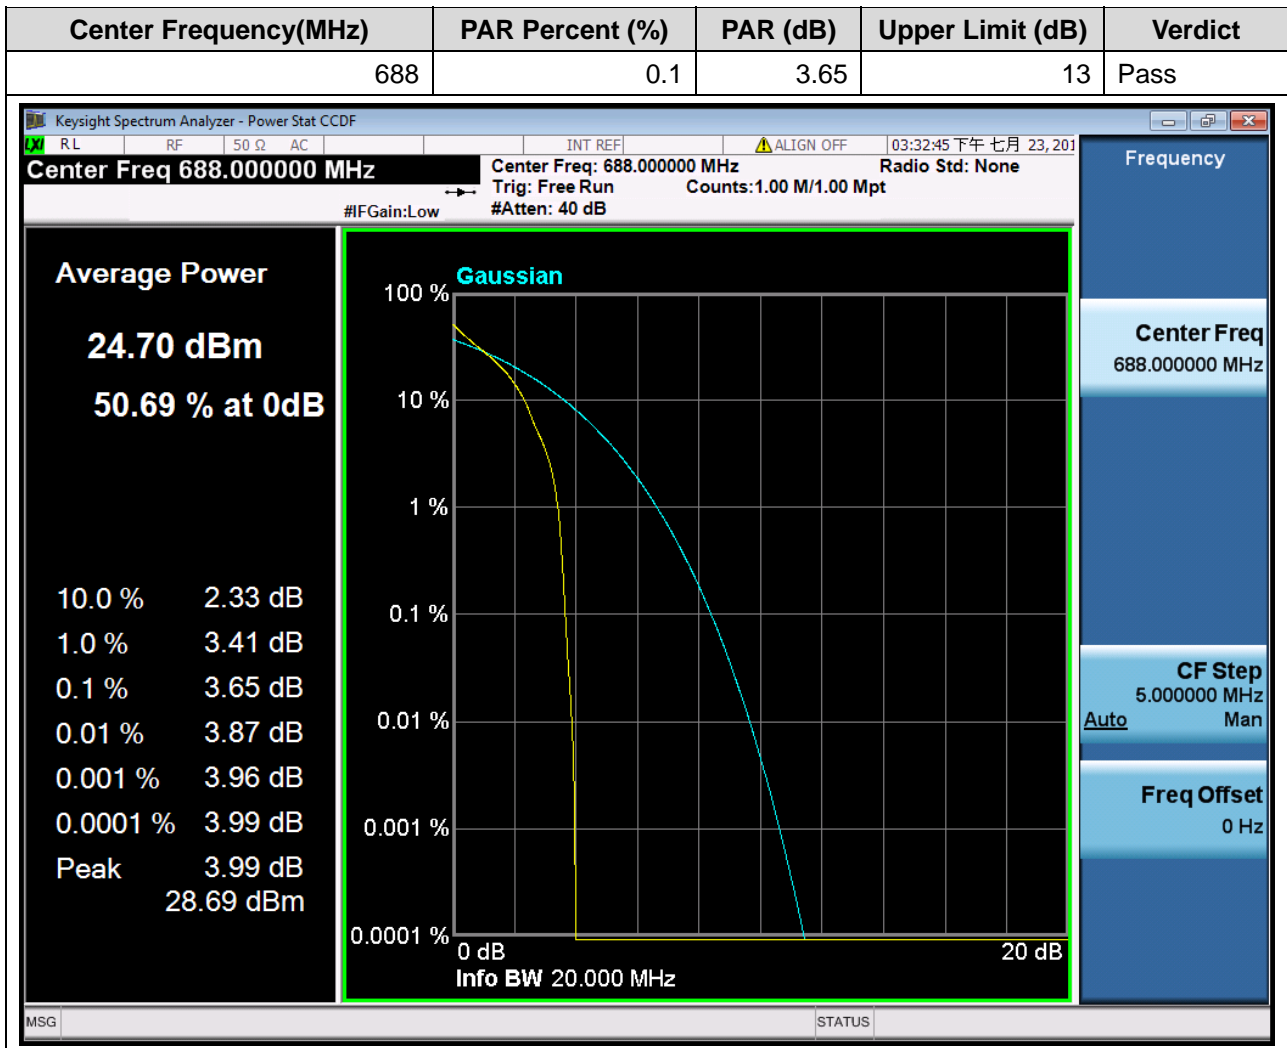 Center Frequency(MHz) PAR Percent (%) PAR (dB) Upper Limit (dB) Verdict
688 0.1 3.65 13 Pass
Keysight Spectrum Analyzer - Power Stat CCDF
LXI RL RF 50 Ω AC INT REF ALIGN OFF 03:32:45 下午 七月 23, 201
Center Freq 688.000000 MHz
Center Freq: 688.000000 MHz Radio Std: None
Trig: Free Run Counts:1.00 M/1.00 Mpt
#IFGain:Low #Atten: 40 dB
Average Power
24.70 dBm
50.69 % at 0dB
10.0 % 2.33 dB
1.0 % 3.41 dB
0.1 % 3.65 dB
0.01 % 3.87 dB
0.001 % 3.96 dB
0.0001 % 3.99 dB
Peak 3.99 dB
28.69 dBm
Gaussian
100 %
10 %
1 %
0.1 %
0.01 %
0.001 %
0.0001 %
0 dB 20 dB
Info BW 20.000 MHz
Frequency
Center Freq
688.000000 MHz
CF Step
5.000000 MHz
Auto Man
Freq Offset
0 Hz
MSG STATUS